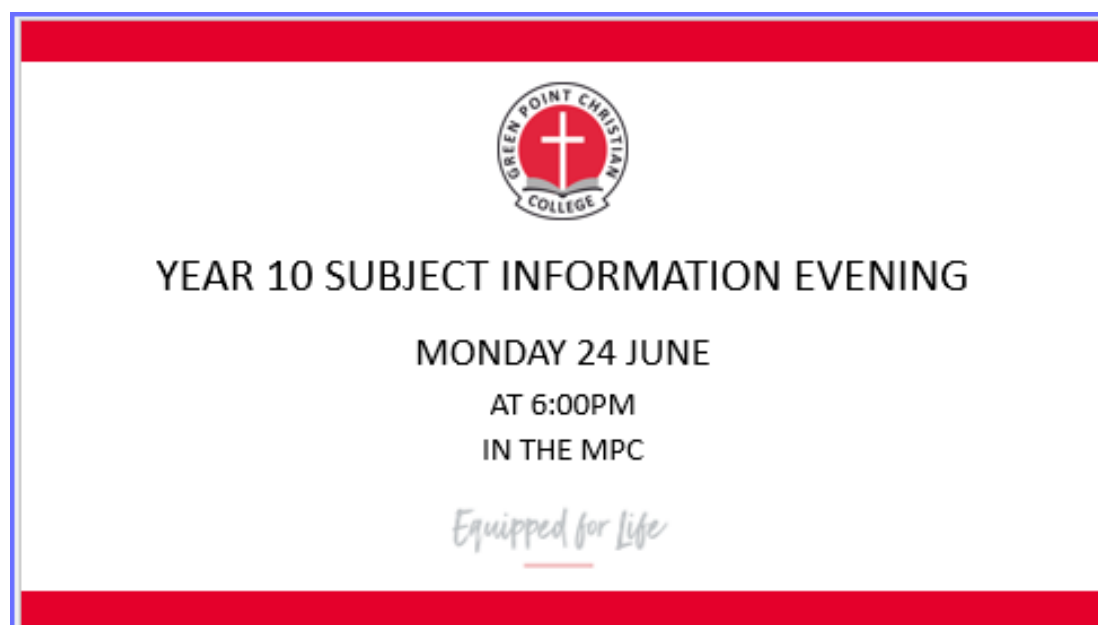 GREEN POINT CHRISTIAN
COLLEGE
YEAR 10 SUBJECT INFORMATION EVENING
MONDAY 24 JUNE
AT 6:00PM
IN THE MPC
Equipped for Life